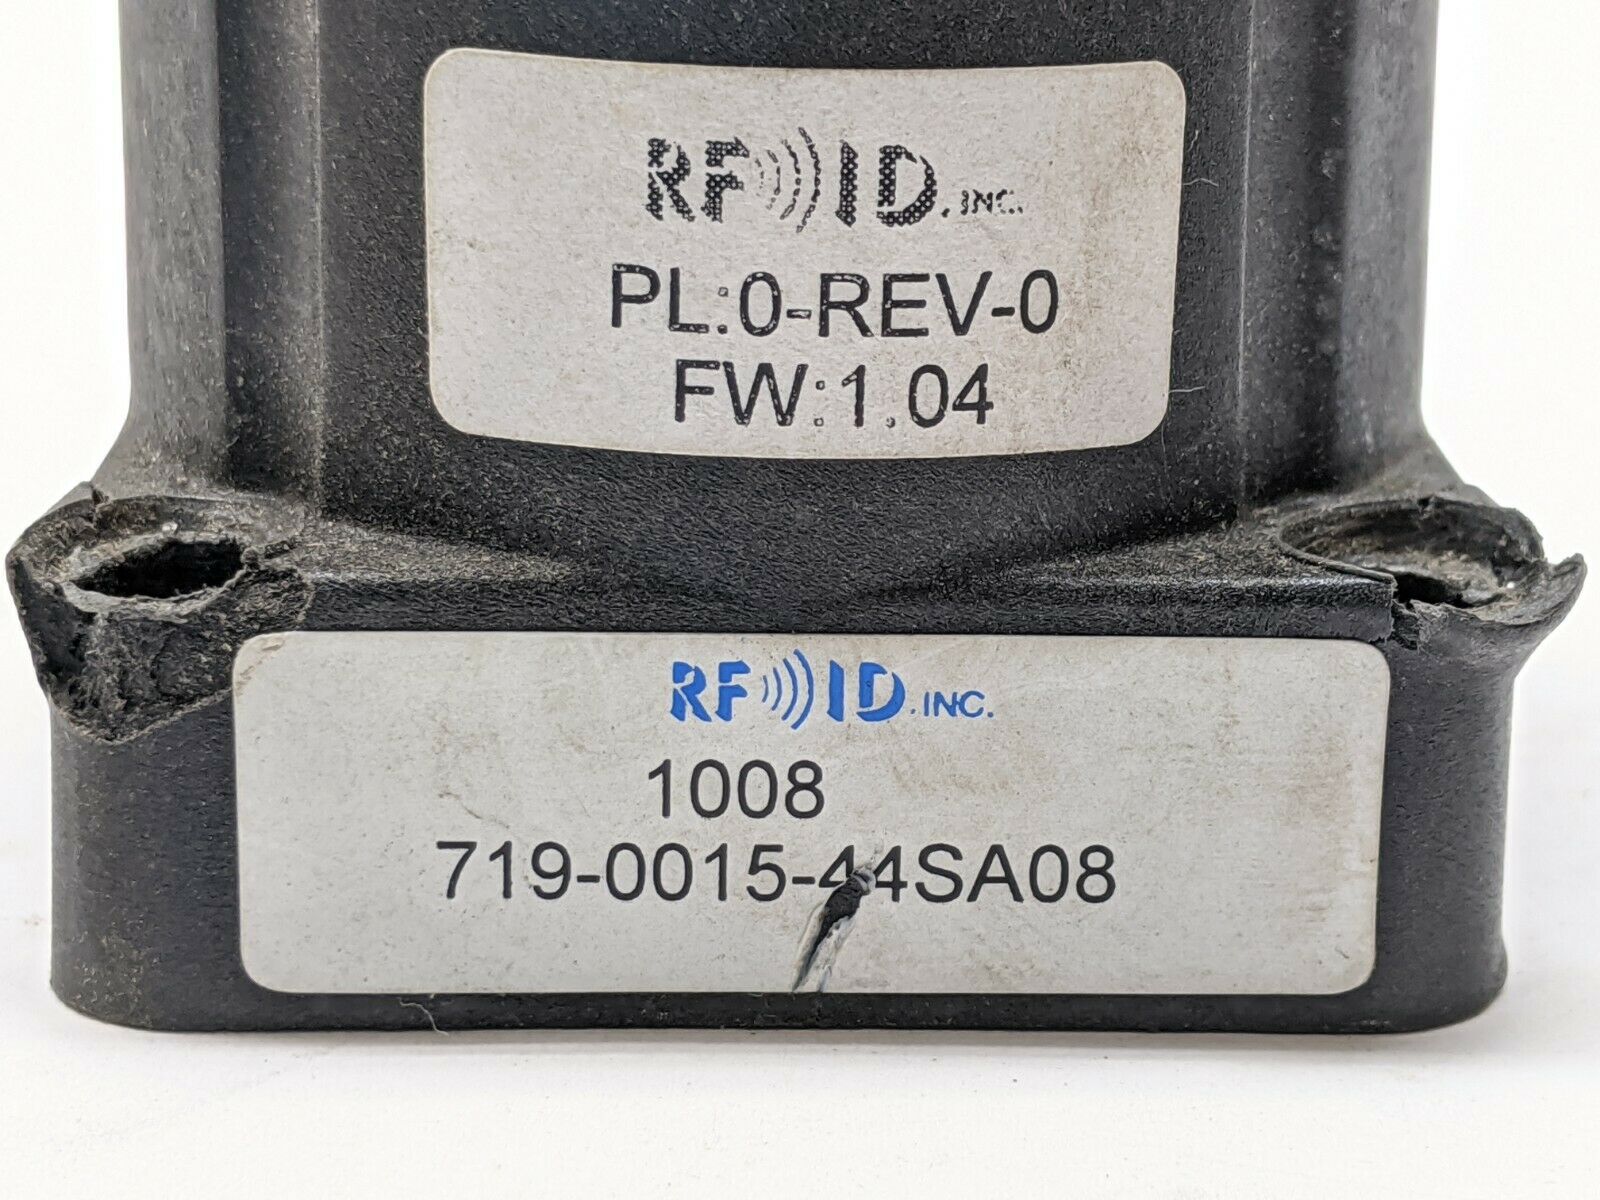 RFID, INC.
PL:0-REV-0
FW:1.04
RFID, INC.
1008
719-0015-44SA08